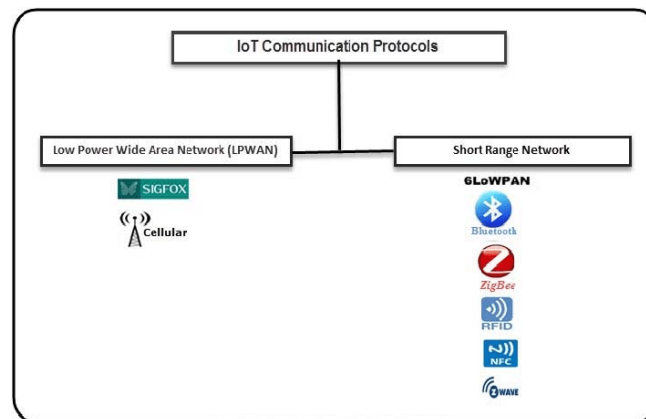 IoT Communication Protocols
Low Power Wide Area Network (LPWAN)
SIGFOX
Cellular
Short Range Network
6LoWPAN
Bluetooth
ZigBee
RFID
NFC
Z WAVE